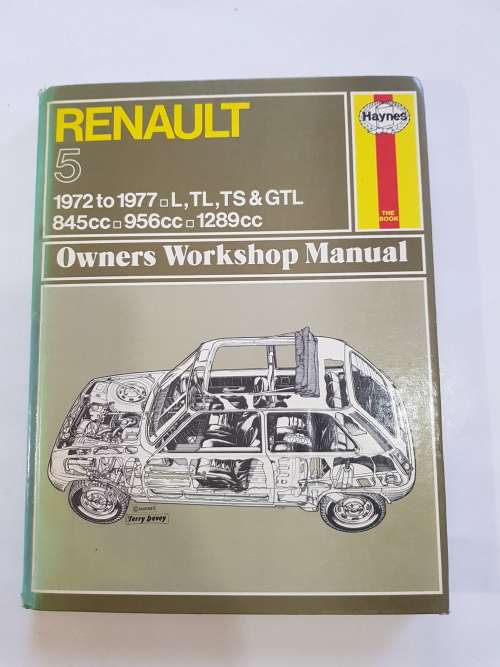 RENAULT
5
1972 to 1977 □ L, TL, TS & GTL
845cc □ 956cc □ 1289cc
Haynes
THE
BOOK
Owners Workshop Manual
© HAYNES
Terry Davey